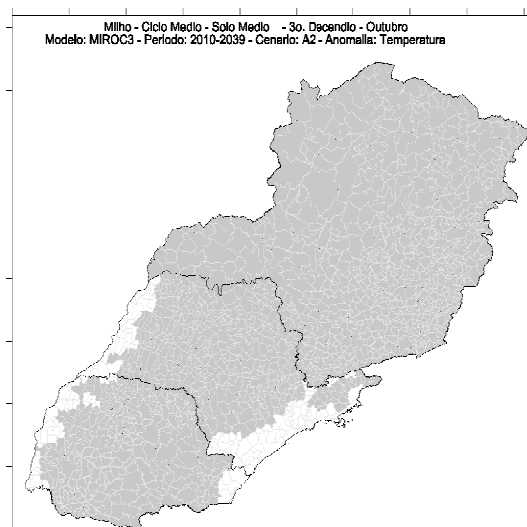 Milho - Ciclo Medio - Solo Medio - 3o. Decendio - Outubro
Modelo: MIROC3 - Periodo: 2010-2039 - Cenario: A2 - Anomalia: Temperatura